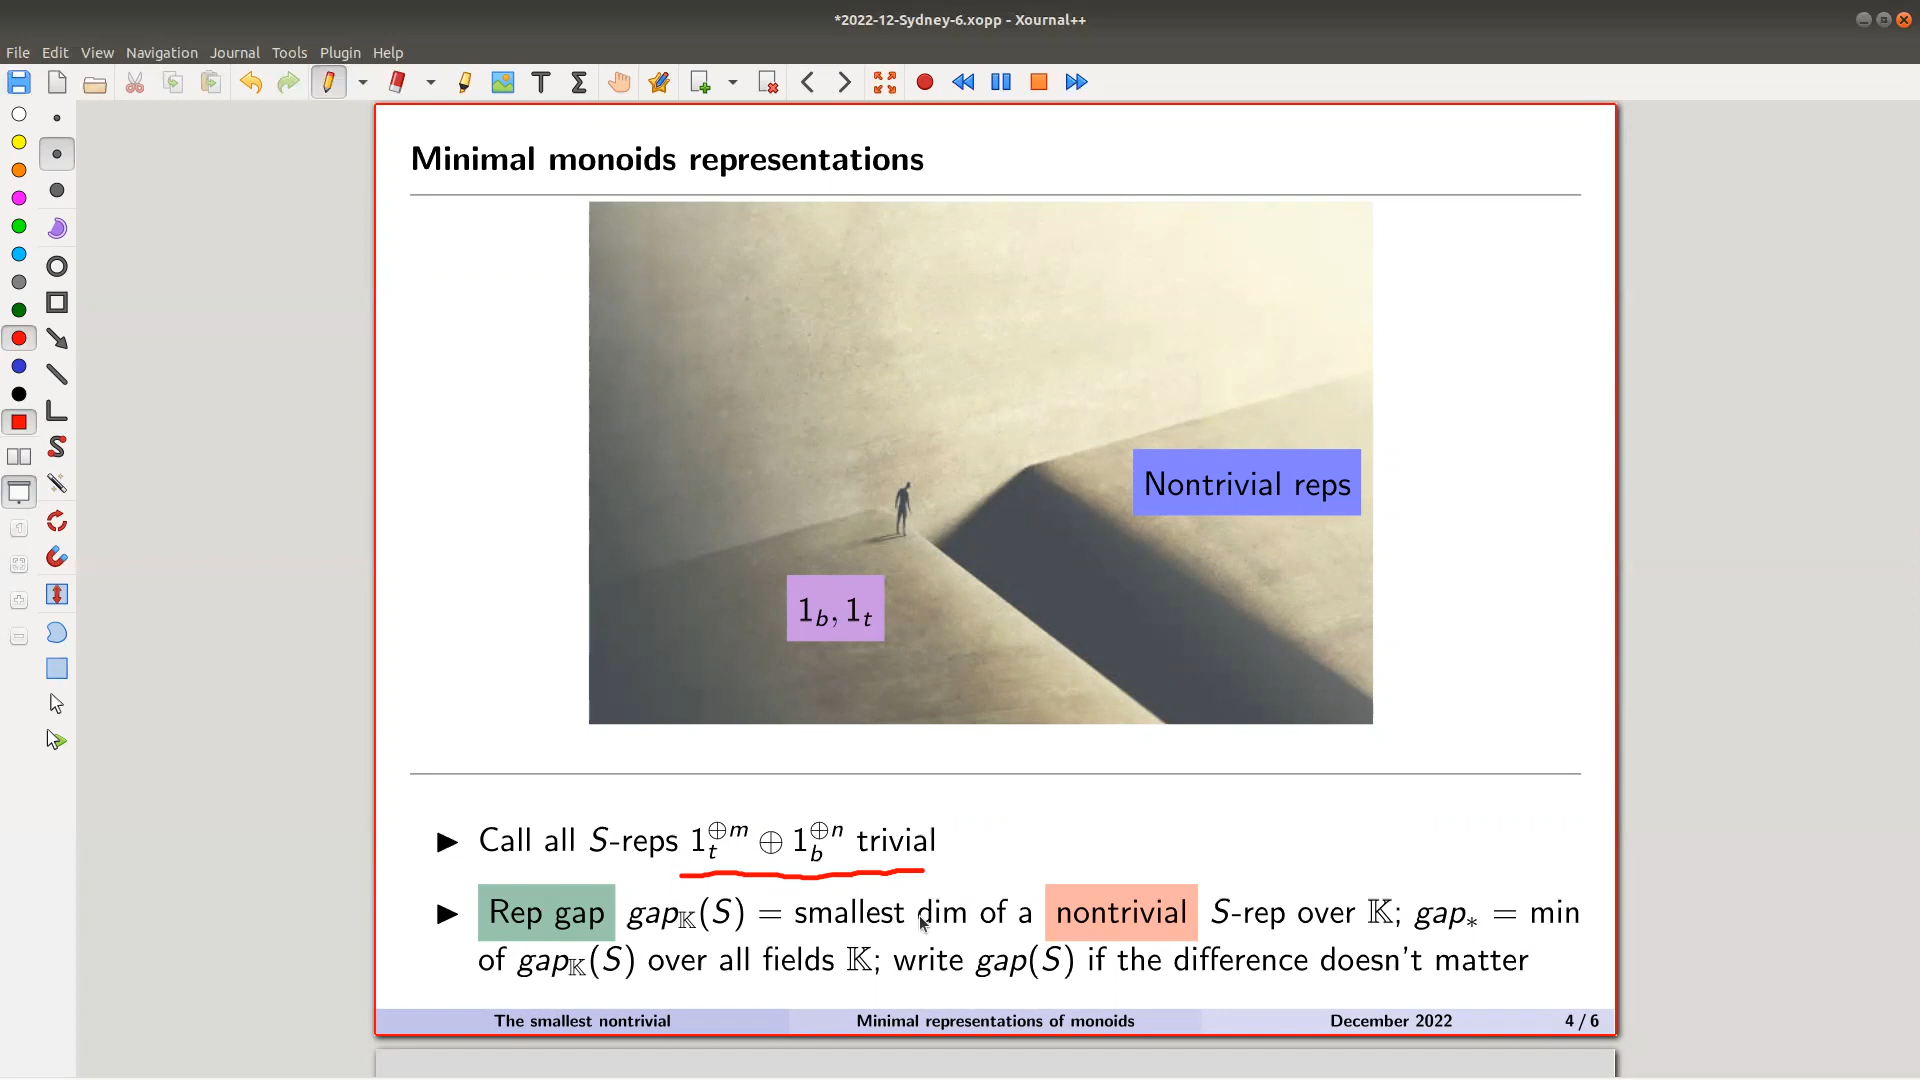 *2022-12-Sydney-6.xopp - Xournal++
File Edit View Navigation Journal Tools Plugin Help
Minimal monoids representations
Nontrivial reps
1_b, 1_t
▶ Call all S-reps 1_t^{⊕m} ⊕ 1_b^{⊕n} trivial
▶ Rep gap gap_𝕂(S) = smallest dim of a nontrivial S-rep over 𝕂; gap_* = min
of gap_𝕂(S) over all fields 𝕂; write gap(S) if the difference doesn't matter
The smallest nontrivial Minimal representations of monoids December 2022 4 / 6